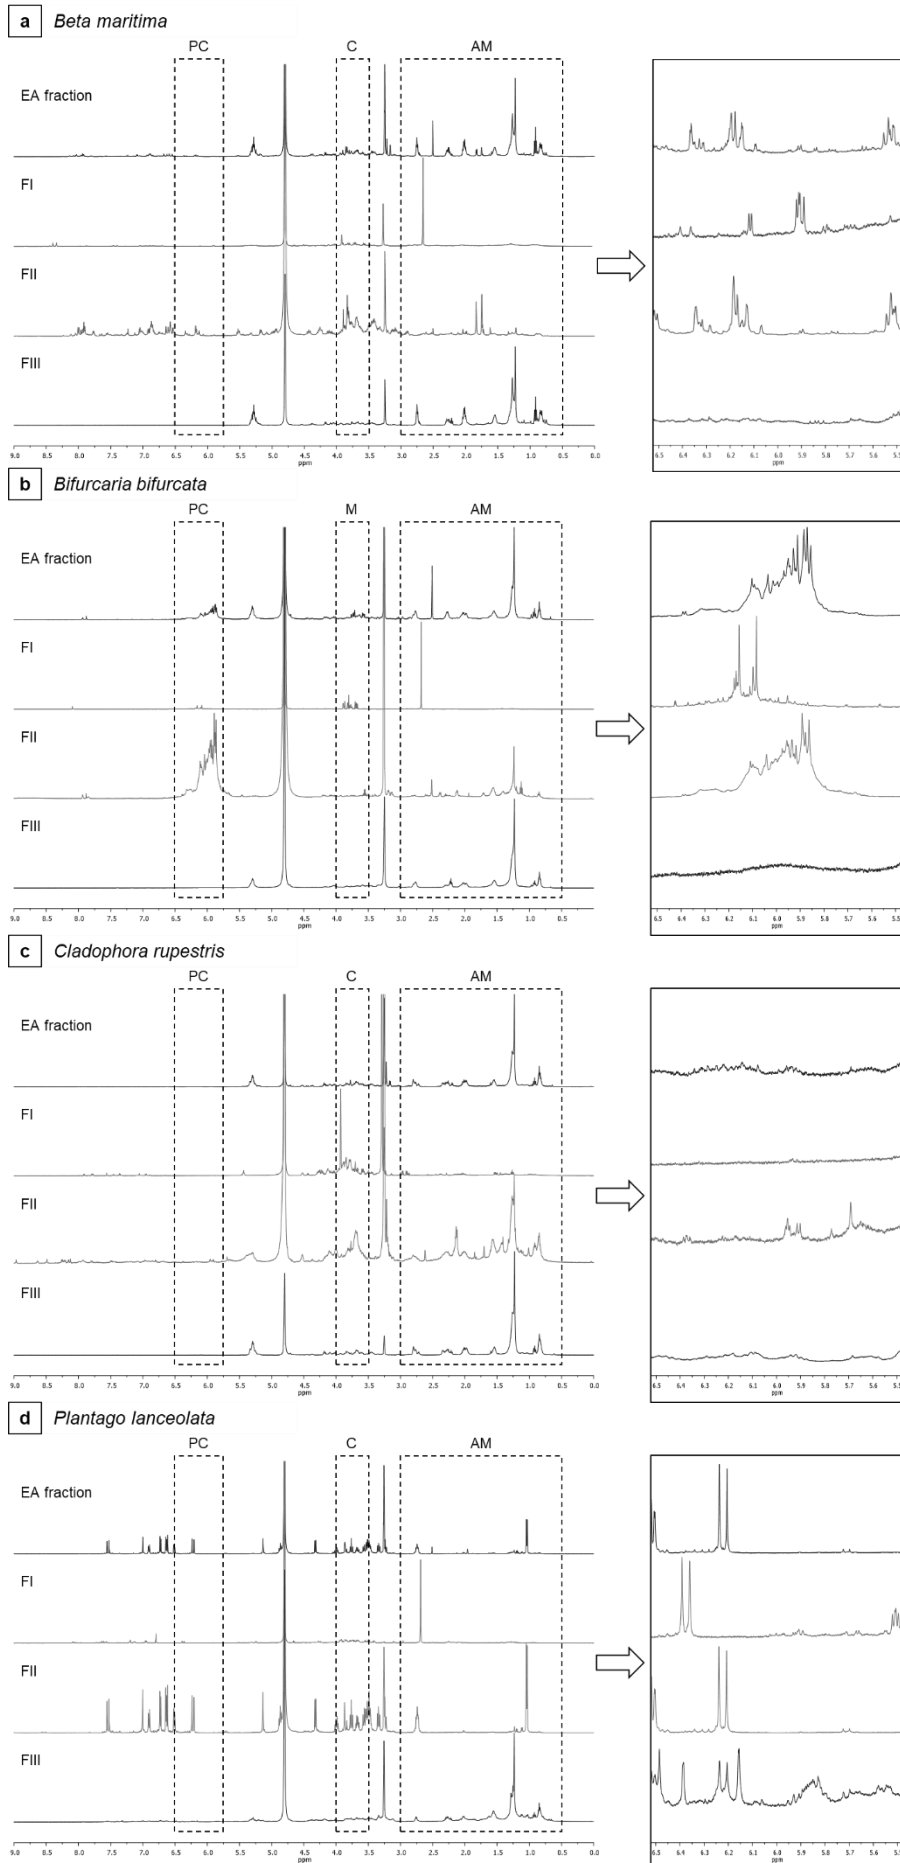 a Beta maritima
PC C AM
EA fraction
FI
FII
FIII
9.0 8.5 8.0 7.5 7.0 6.5 6.0 5.5 5.0 4.5 4.0 3.5 3.0 2.5 2.0 1.5 1.0 0.5 0.0
ppm
6.5 6.4 6.3 6.2 6.1 6.0 5.9 5.8 5.7 5.6 5.5
ppm
b Bifurcaria bifurcata
PC M AM
EA fraction
FI
FII
FIII
9.0 8.5 8.0 7.5 7.0 6.5 6.0 5.5 5.0 4.5 4.0 3.5 3.0 2.5 2.0 1.5 1.0 0.5 0.0
ppm
6.5 6.4 6.3 6.2 6.1 6.0 5.9 5.8 5.7 5.6 5.5
ppm
c Cladophora rupestris
PC C AM
EA fraction
FI
FII
FIII
9.0 8.5 8.0 7.5 7.0 6.5 6.0 5.5 5.0 4.5 4.0 3.5 3.0 2.5 2.0 1.5 1.0 0.5 0.0
ppm
6.5 6.4 6.3 6.2 6.1 6.0 5.9 5.8 5.7 5.6 5.5
ppm
d Plantago lanceolata
PC C AM
EA fraction
FI
FII
FIII
9.0 8.5 8.0 7.5 7.0 6.5 6.0 5.5 5.0 4.5 4.0 3.5 3.0 2.5 2.0 1.5 1.0 0.5 0.0
ppm
6.5 6.4 6.3 6.2 6.1 6.0 5.9 5.8 5.7 5.6 5.5
ppm